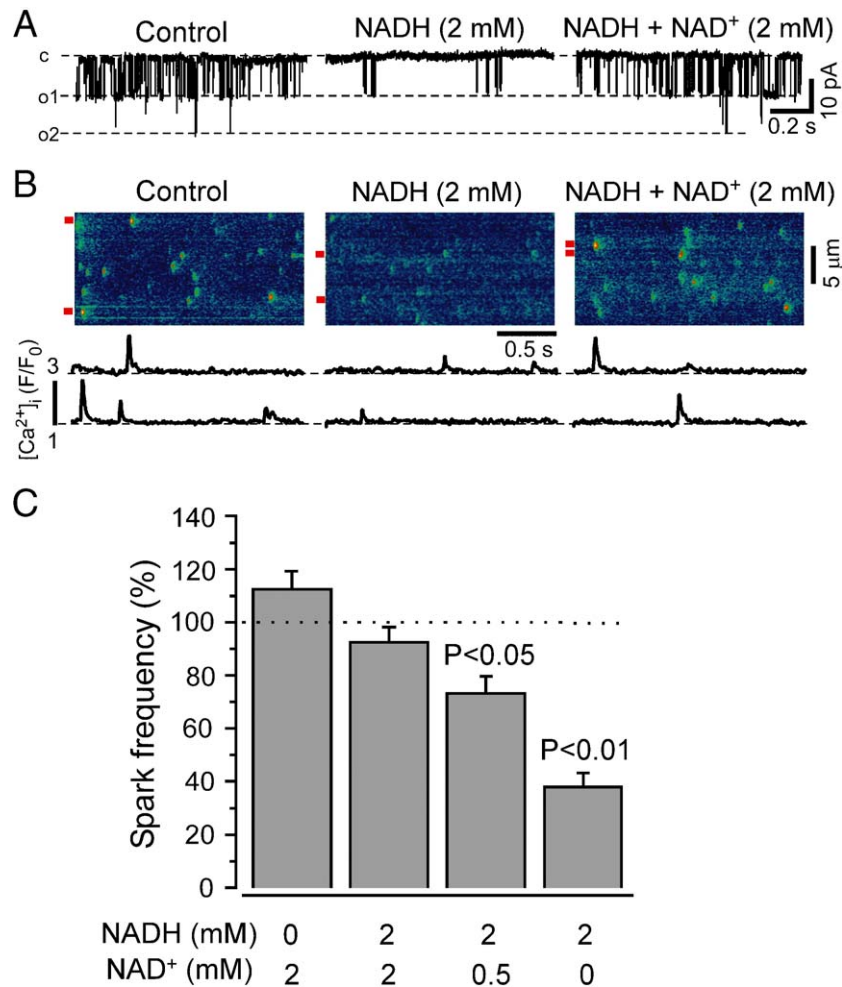 A
Control
NADH (2 mM)
NADH + NAD⁺ (2 mM)
c
o1
o2
10 pA
0.2 s
B
Control
NADH (2 mM)
NADH + NAD⁺ (2 mM)
5 μm
0.5 s
[Ca²⁺]ᵢ (F/F₀)
3
1
C
Spark frequency (%)
140
120
100
80
60
40
20
0
P<0.05
P<0.01
NADH (mM) 0 2 2 2
NAD⁺ (mM) 2 2 0.5 0